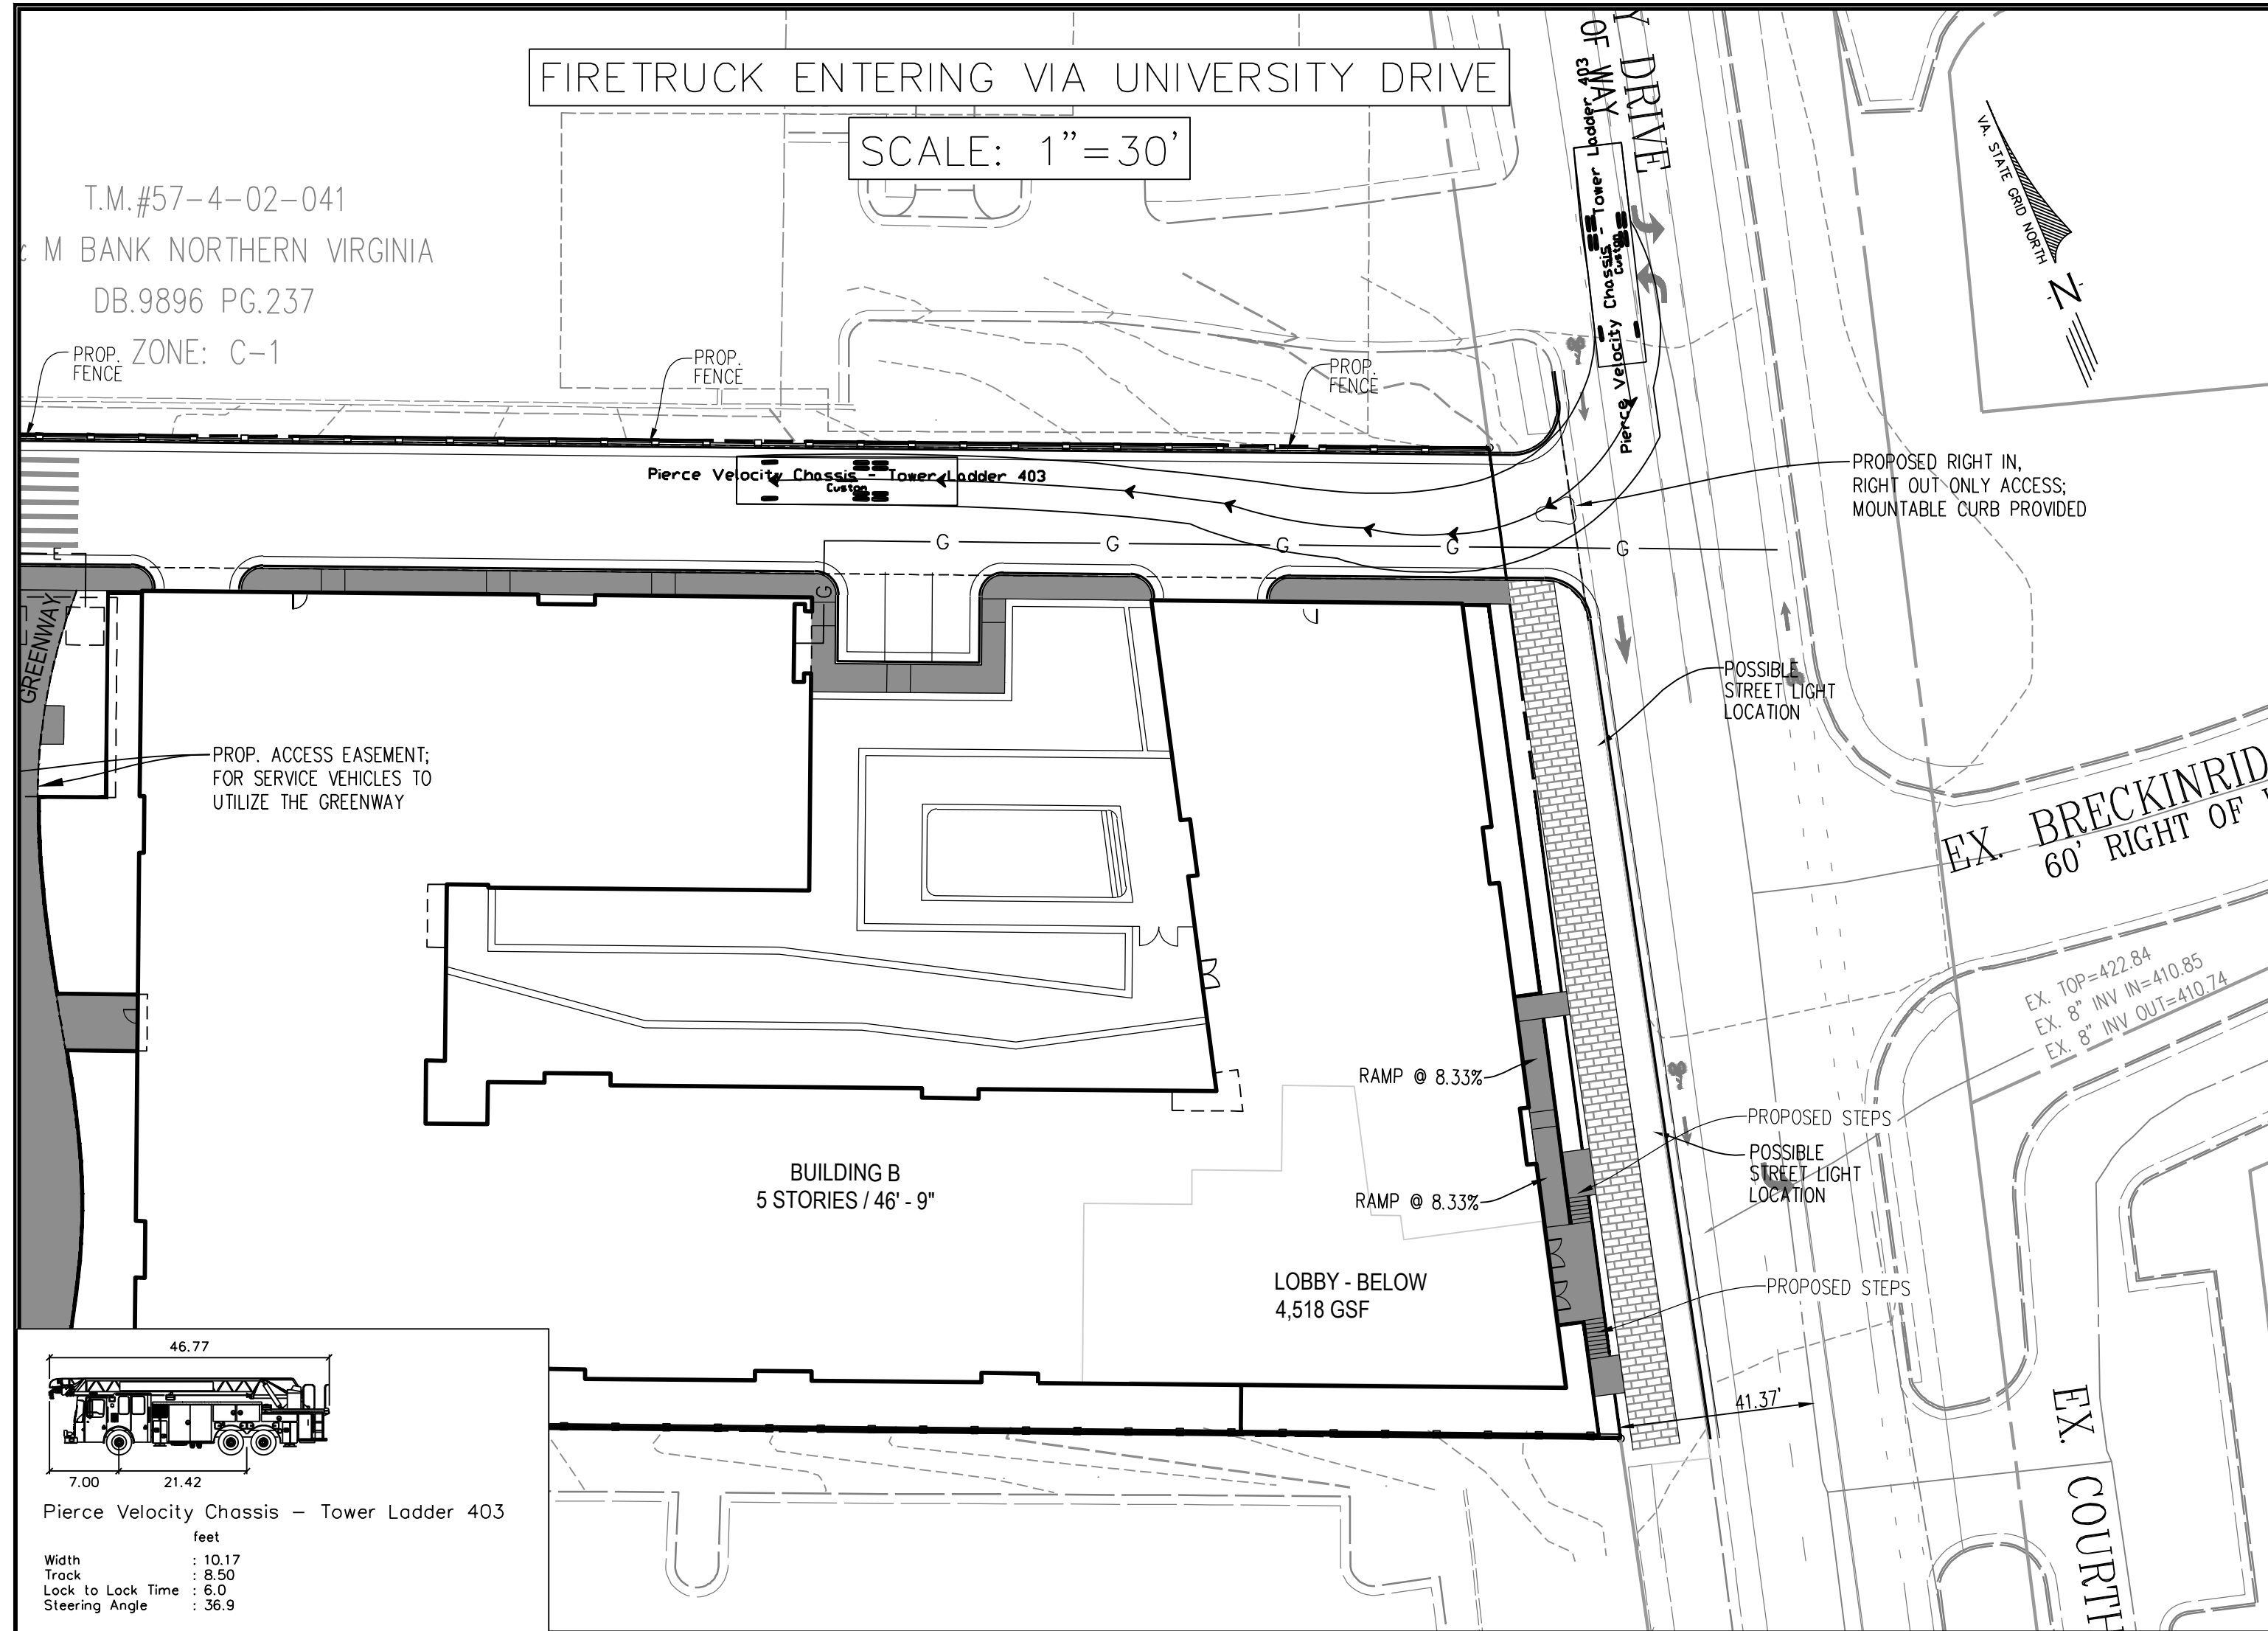 FIRETRUCK ENTERING VIA UNIVERSITY DRIVE
SCALE: 1"=30'
Y DRIVE
OF WAY
Pierce Velocity Chassis - Tower Ladder 403
Custom
VA. STATE GRID NORTH
N
T.M.#57-4-02-041
M BANK NORTHERN VIRGINIA
DB.9896 PG.237
ZONE: C-1
PROP.
FENCE
PROP.
FENCE
PROP.
FENCE
Pierce Velocity Chassis - Tower Ladder 403
Custom
PROPOSED RIGHT IN,
RIGHT OUT ONLY ACCESS;
MOUNTABLE CURB PROVIDED
E
G
G
G
G
G
G
GREENWAY
POSSIBLE
STREET LIGHT
LOCATION
PROP. ACCESS EASEMENT;
FOR SERVICE VEHICLES TO
UTILIZE THE GREENWAY
EX. BRECKINRID
60' RIGHT OF
EX. TOP=422.84
EX. 8" INV IN=410.85
EX. 8" INV OUT=410.74
RAMP @ 8.33%
PROPOSED STEPS
POSSIBLE
STREET LIGHT
LOCATION
BUILDING B
5 STORIES / 46' - 9"
RAMP @ 8.33%
LOBBY - BELOW
4,518 GSF
PROPOSED STEPS
41.37'
EX. COURTH
46.77
7.00
21.42
Pierce Velocity Chassis – Tower Ladder 403
feet
Width : 10.17
Track : 8.50
Lock to Lock Time : 6.0
Steering Angle : 36.9